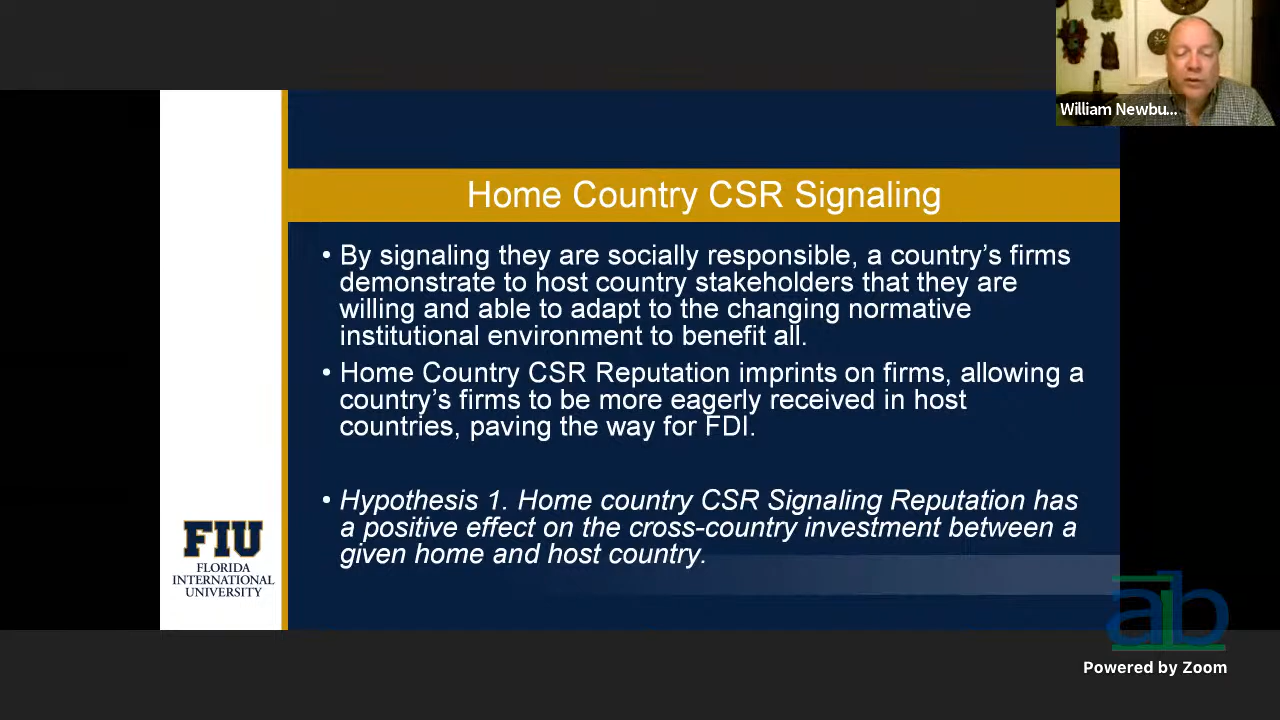 William Newbu...
Home Country CSR Signaling
• By signaling they are socially responsible, a country's firms
demonstrate to host country stakeholders that they are
willing and able to adapt to the changing normative
institutional environment to benefit all.
• Home Country CSR Reputation imprints on firms, allowing a
country's firms to be more eagerly received in host
countries, paving the way for FDI.
• Hypothesis 1. Home country CSR Signaling Reputation has
a positive effect on the cross-country investment between a
given home and host country.
FIU
FLORIDA
INTERNATIONAL
UNIVERSITY
aib
Powered by Zoom